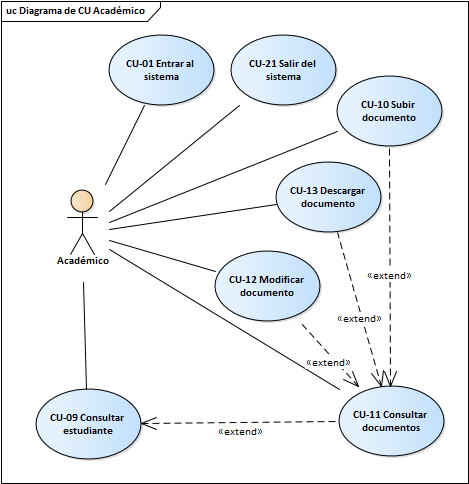 uc Diagrama de CU Académico
CU-01 Entrar al
sistema
CU-21 Salir del
sistema
CU-10 Subir
documento
CU-13 Descargar
documento
Académico
CU-12 Modificar
documento
«extend»
«extend»
«extend»
CU-09 Consultar
estudiante
«extend»
CU-11 Consultar
documentos